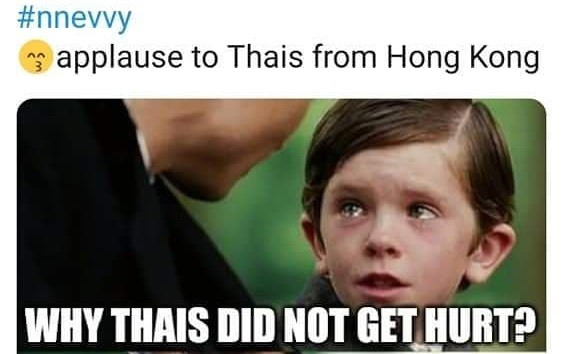 #nnevvy
😙applause to Thais from Hong Kong
WHY THAIS DID NOT GET HURT?